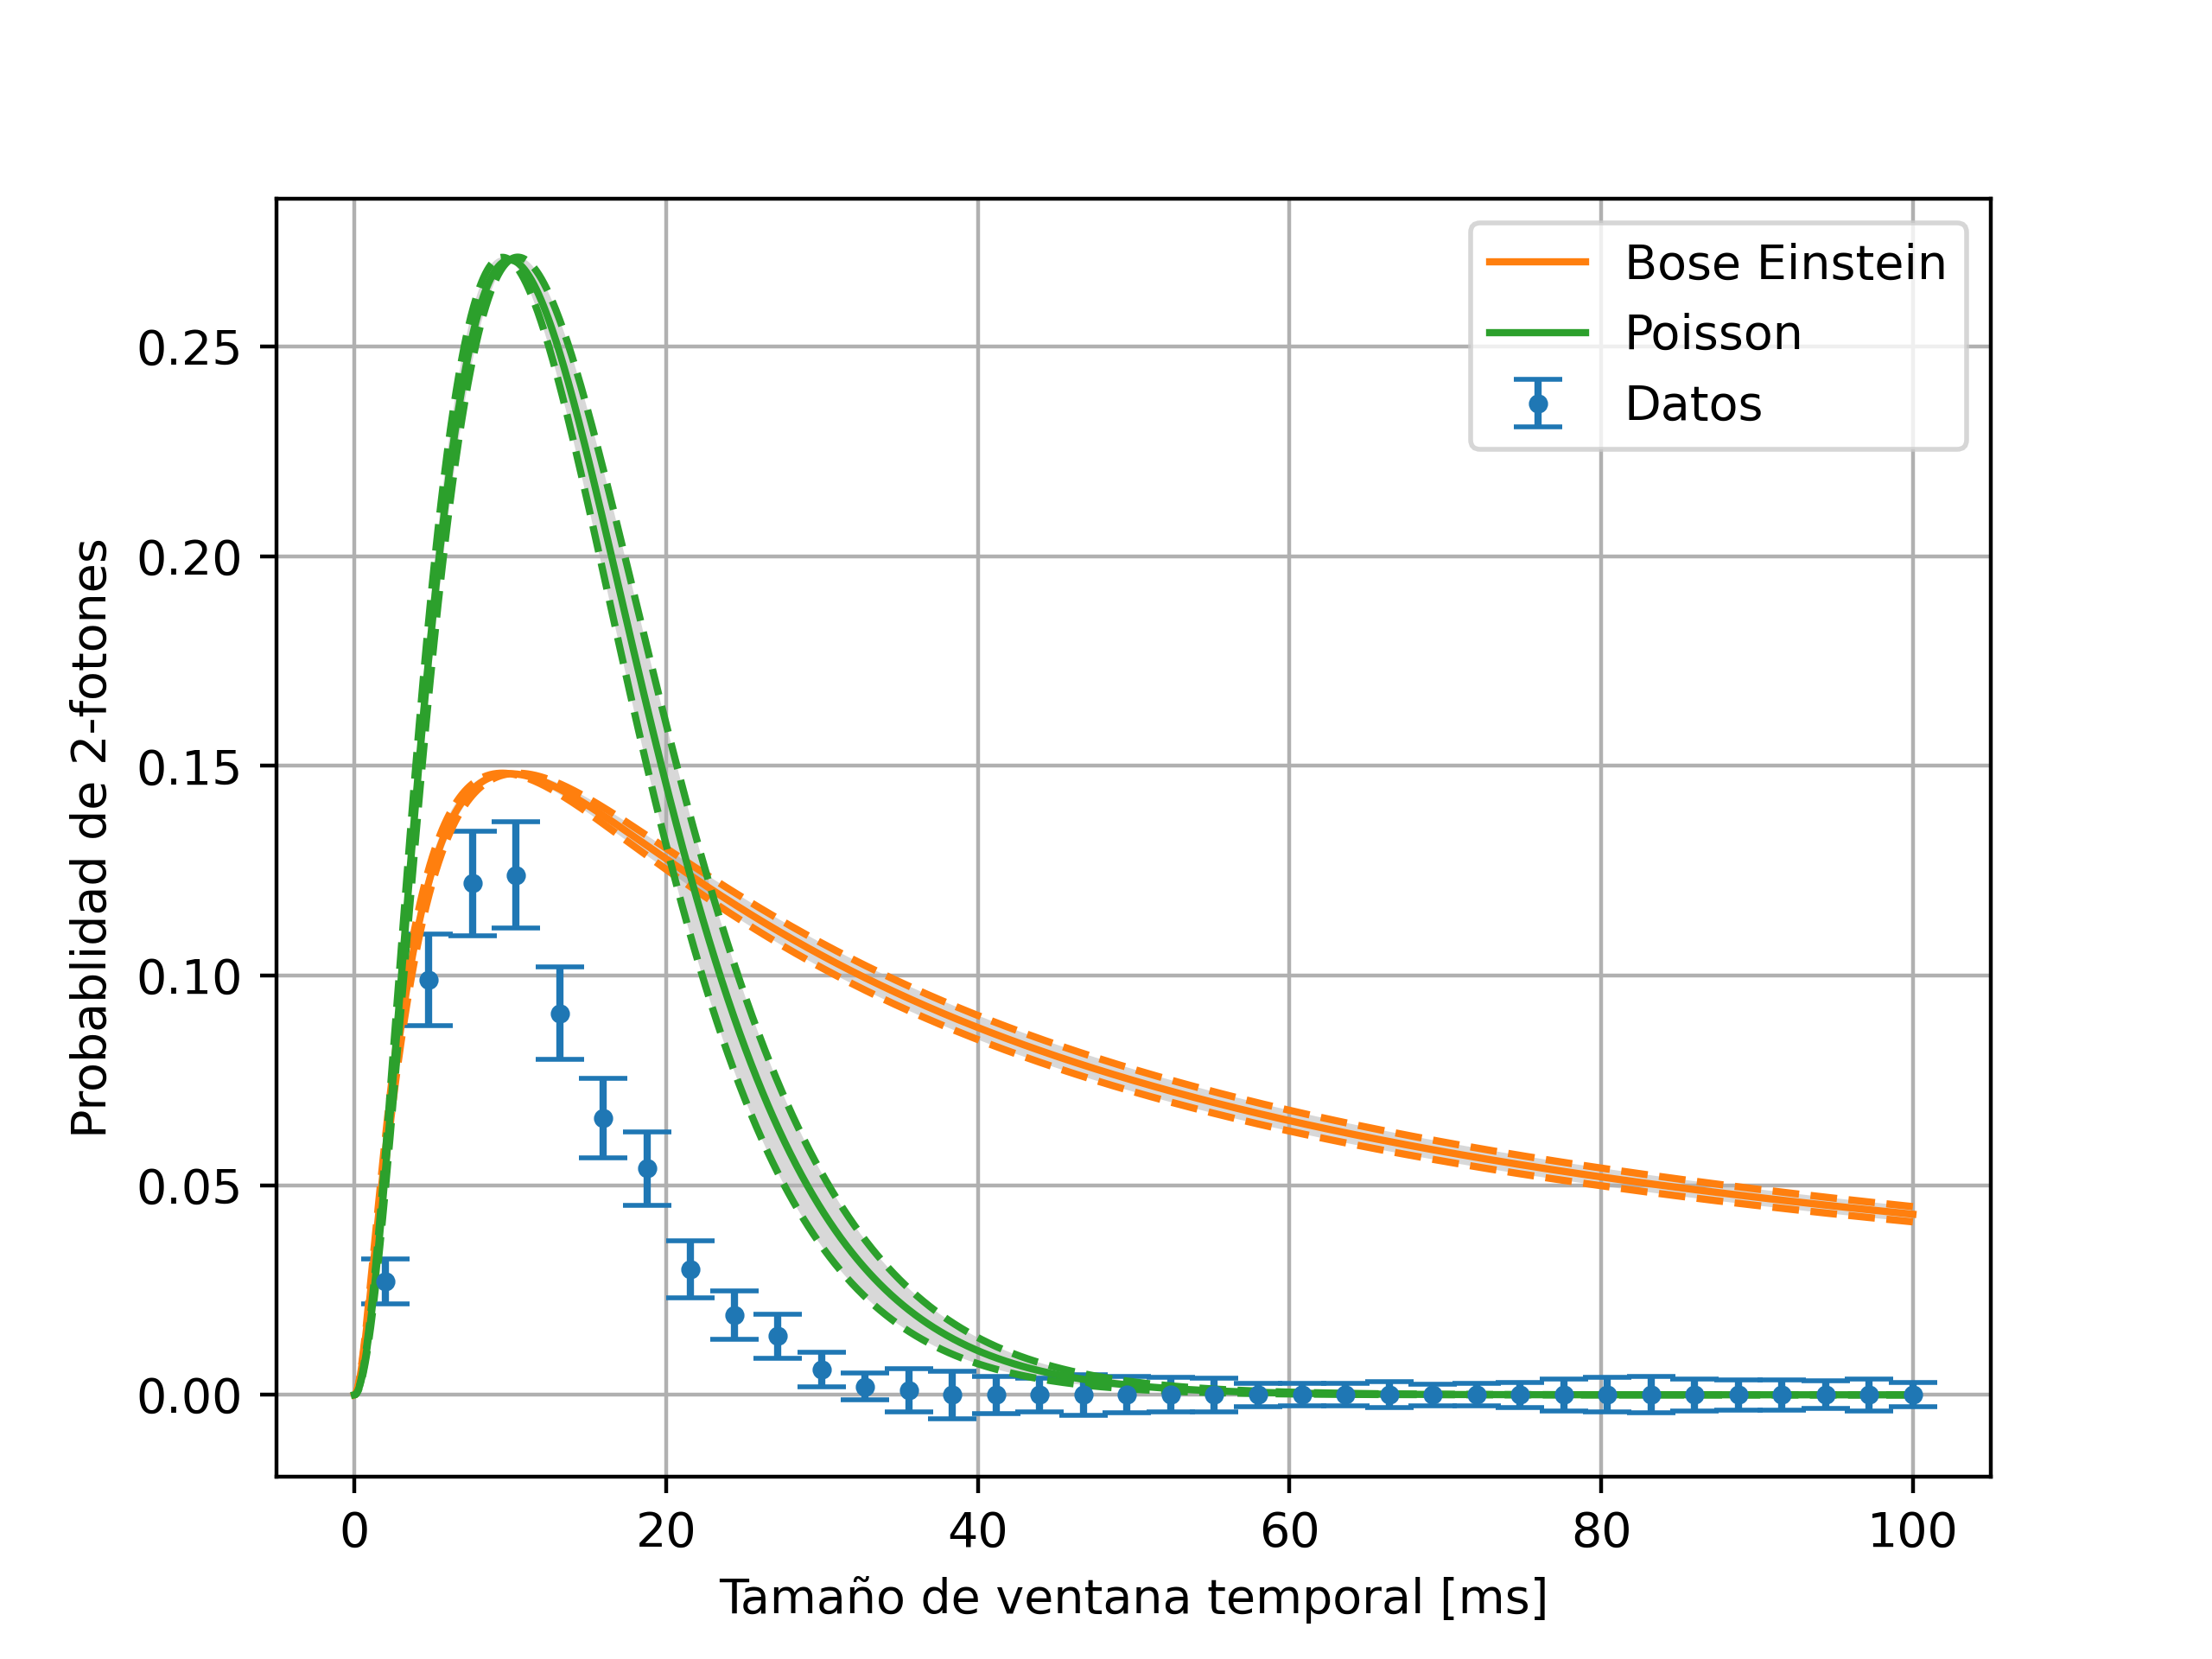 Bose Einstein
Poisson
Datos
0.25
0.20
0.15
0.10
0.05
0.00
Probablidad de 2-fotones
0 20 40 60 80 100
Tamaño de ventana temporal [ms]